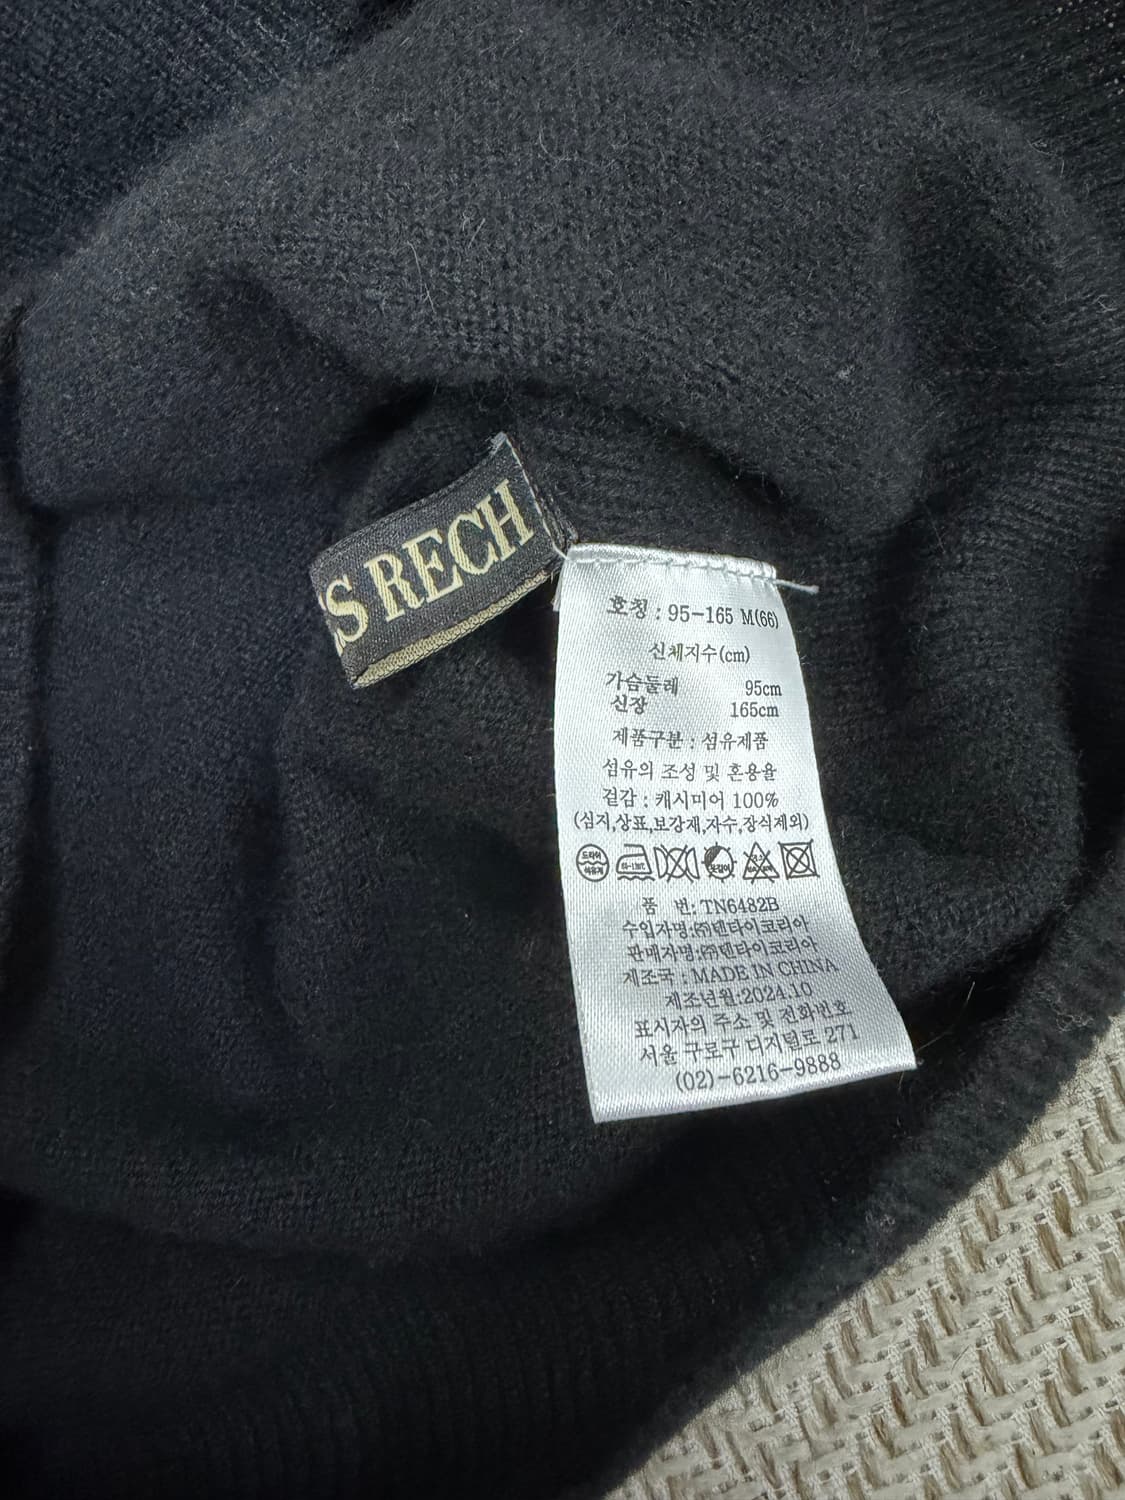 S RECH
호칭 : 95-165 M(66)
신체지수(cm)
가슴둘레 95cm
신장 165cm
제품구분 : 섬유제품
섬유의 조성 및 혼용율
겉감 : 캐시미어 100%
(심지,상표,보강재,자수,장식제외)
드라이
품 번: TN6482B
수입자명:㈜텐타이코리아
판매자명:㈜텐타이코리아
제조국 : MADE IN CHINA
제조년월:2024.10
표시자의 주소 및 전화번호
서울 구로구 디지털로 271
(02)-6216-9888